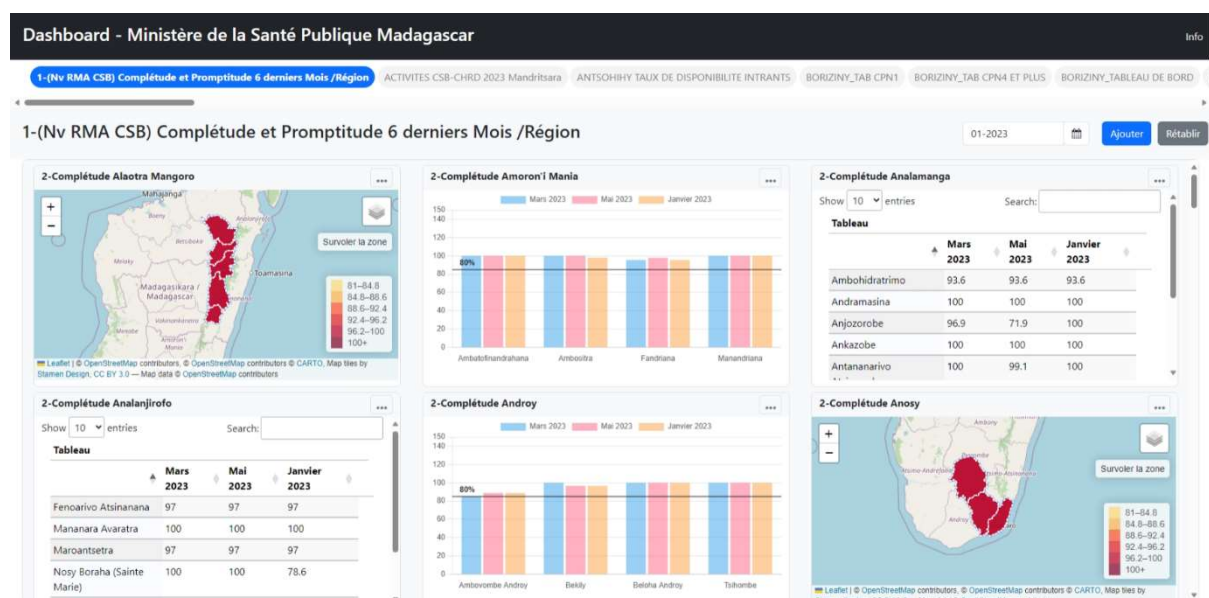 Dashboard - Ministère de la Santé Publique Madagascar
Info
1-(Nv RMA CSB) Complétude et Promptitude 6 derniers Mois /Région
ACTIVITES CSB-CHRD 2023 Mandritsara
ANTSOHIHY TAUX DE DISPONIBILITE INTRANTS
BORIZINY_TAB CPN1
BORIZINY_TAB CPN4 ET PLUS
BORIZINY_TABLEAU DE BORD
1-(Nv RMA CSB) Complétude et Promptitude 6 derniers Mois /Région
01-2023
Ajouter
Rétablir
2-Complétude Alaotra Mangoro
...
+
-
Mahajanga
Boeny
Analanjirofo
Betsiboka
Melaky
Toamasina
Madagasikara /
Madagascar
Vakinankaratra
Menabe
Amoron'i
Mania
Survoler la zone
81–84.8
84.8–88.6
88.6–92.4
92.4–96.2
96.2–100
100+
Leaflet | © OpenStreetMap contributors, © OpenStreetMap contributors © CARTO, Map tiles by
Stamen Design, CC BY 3.0 — Map data © OpenStreetMap contributors
2-Complétude Amoron'i Mania
...
Mars 2023 Mai 2023 Janvier 2023
150
140
120
100
80
60
40
20
0
80%
Ambatofinandrahana Ambositra Fandriana Manandriana
2-Complétude Analamanga
...
Show 10 entries Search:
Tableau
Mars 2023 Mai 2023 Janvier 2023
Ambohidratrimo 93.6 93.6 93.6
Andramasina 100 100 100
Anjozorobe 96.9 71.9 100
Ankazobe 100 100 100
Antananarivo 100 99.1 100
2-Complétude Analanjirofo
...
Show 10 entries Search:
Tableau
Mars 2023 Mai 2023 Janvier 2023
Fenoarivo Atsinanana 97 97 97
Mananara Avaratra 100 100 100
Maroantsetra 97 97 97
Nosy Boraha (Sainte Marie) 100 100 78.6
2-Complétude Androy
...
Mars 2023 Mai 2023 Janvier 2023
150
140
120
100
80
60
40
20
0
80%
Ambovombe Androy Bekily Beloha Androy Tsihombe
2-Complétude Anosy
...
+
-
Androy
Survoler la zone
81–84.8
84.8–88.6
88.6–92.4
92.4–96.2
96.2–100
100+
Leaflet | © OpenStreetMap contributors, © OpenStreetMap contributors © CARTO, Map tiles by